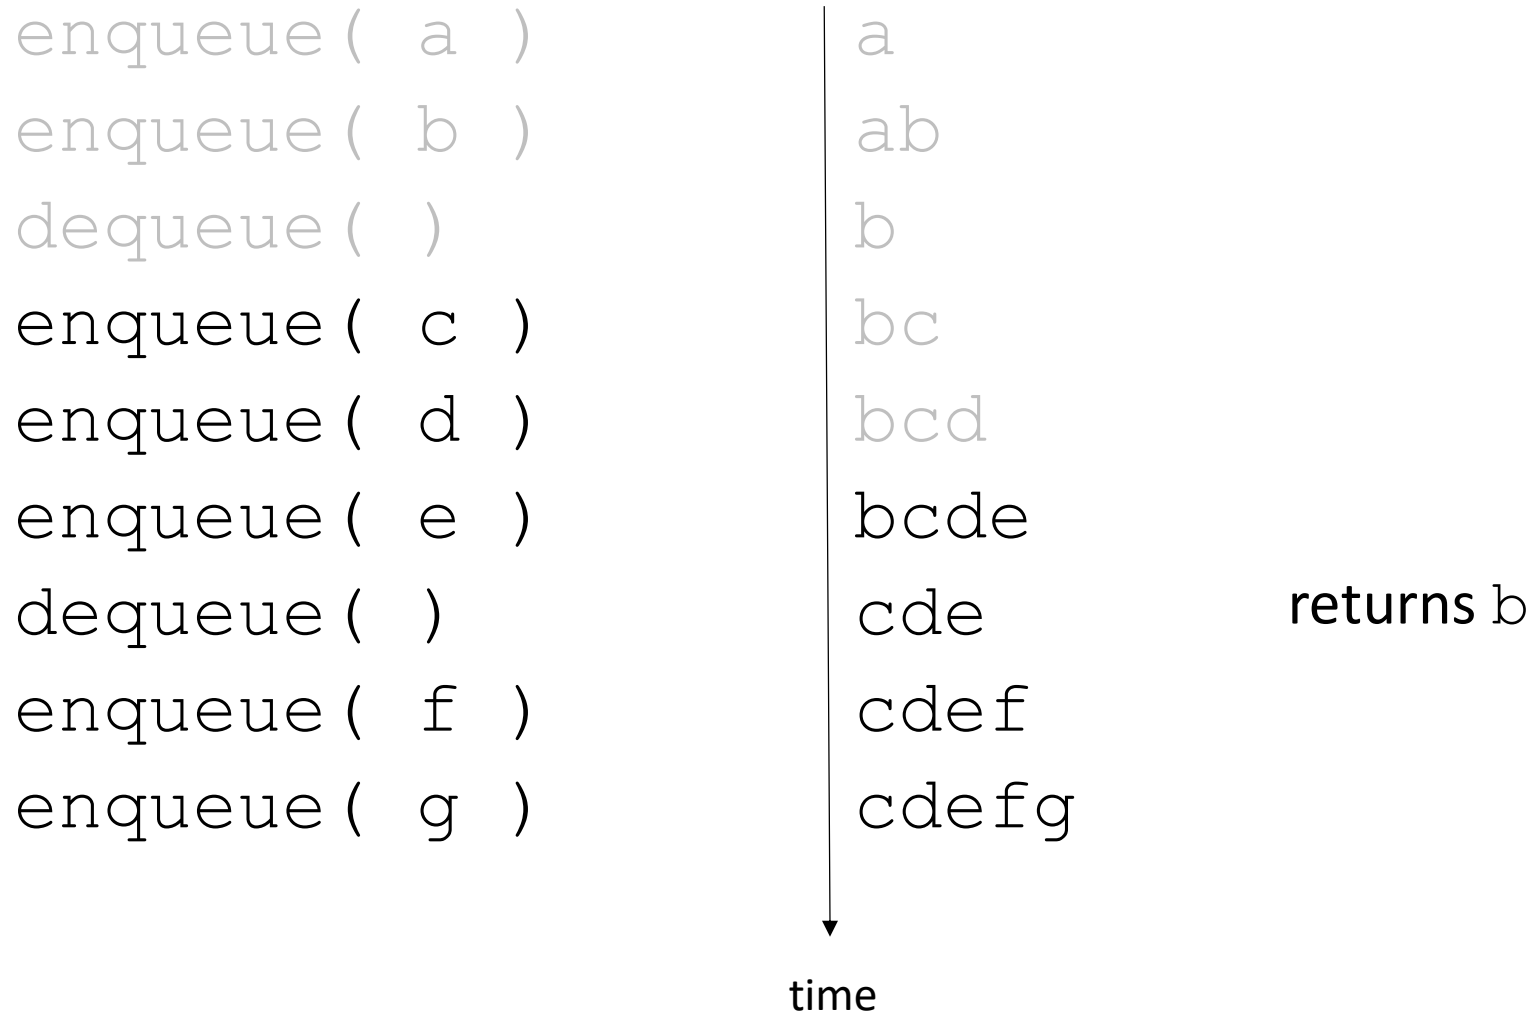 enqueue( a ) a
enqueue( b ) ab
dequeue( ) b
enqueue( c ) bc
enqueue( d ) bcd
enqueue( e ) bcde
dequeue( ) cde returns b
enqueue( f ) cdef
enqueue( g ) cdefg
time